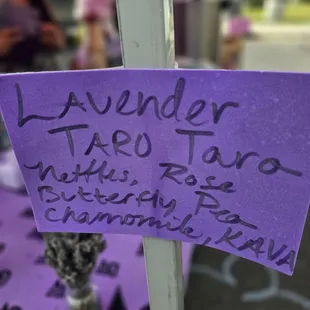 LAvender
TARO Taro
Nettles, Rose
Butterfly Pea
Chamomile, KAVA